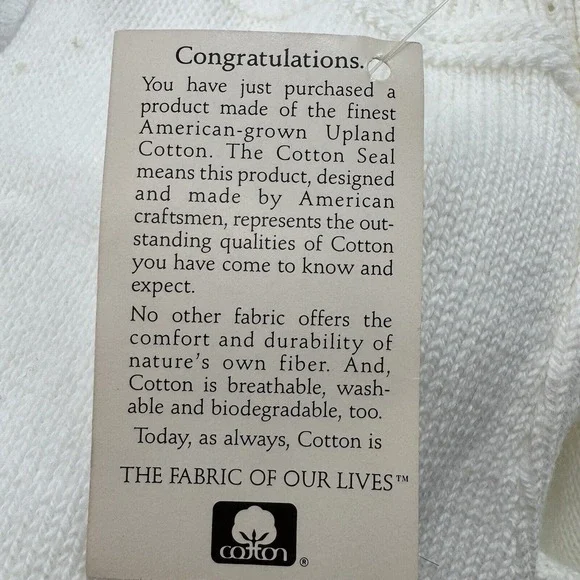 Congratulations.
You have just purchased a
product made of the finest
American-grown Upland
Cotton. The Cotton Seal
means this product, designed
and made by American
craftsmen, represents the out-
standing qualities of Cotton
you have come to know and
expect.
No other fabric offers the
comfort and durability of
nature's own fiber. And,
Cotton is breathable, wash-
able and biodegradable, too.
Today, as always, Cotton is
THE FABRIC OF OUR LIVES™
cotton ®